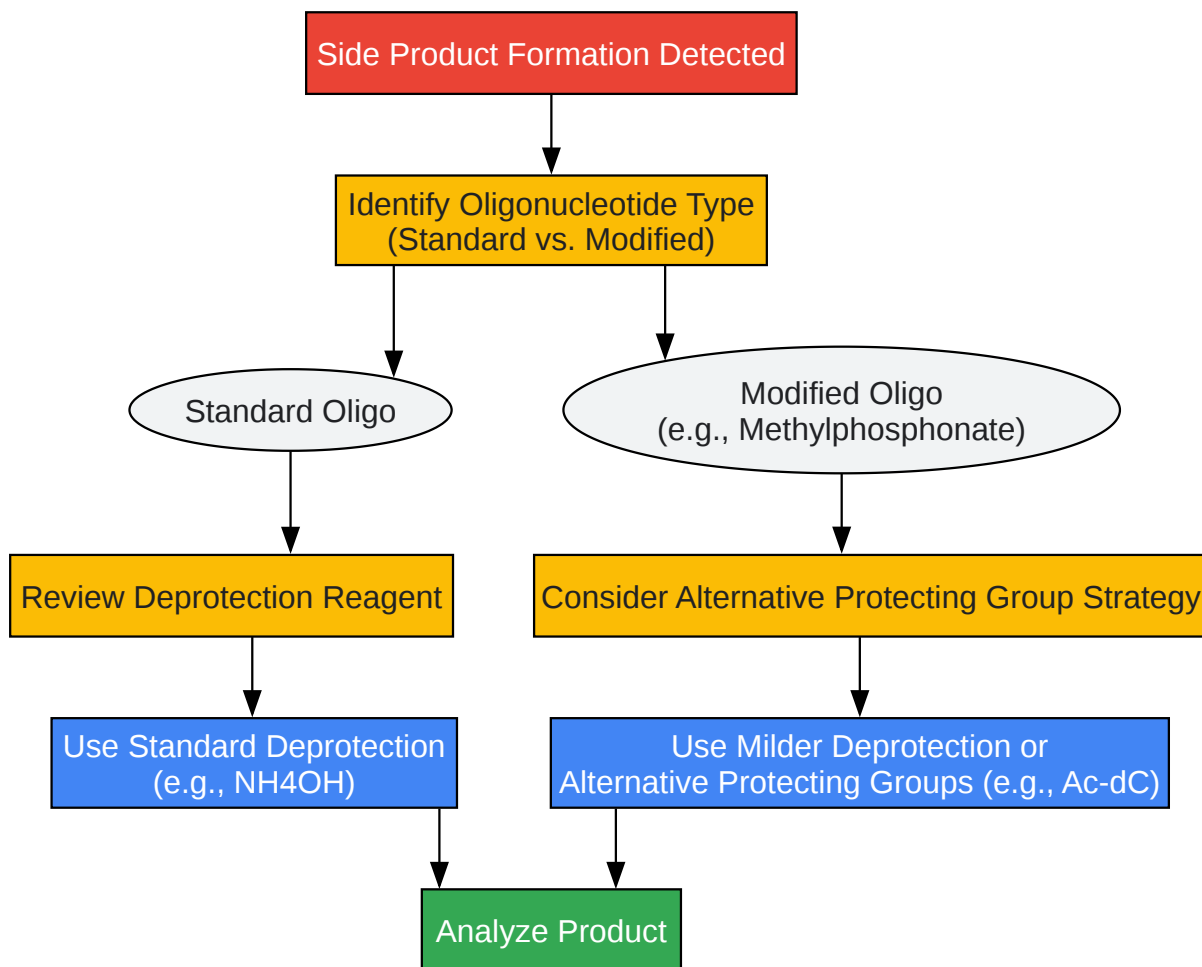 Side Product Formation Detected
Identify Oligonucleotide Type
(Standard vs. Modified)
Standard Oligo
Modified Oligo
(e.g., Methylphosphonate)
Review Deprotection Reagent
Consider Alternative Protecting Group Strategy
Use Standard Deprotection
(e.g., NH4OH)
Use Milder Deprotection or
Alternative Protecting Groups (e.g., Ac-dC)
Analyze Product